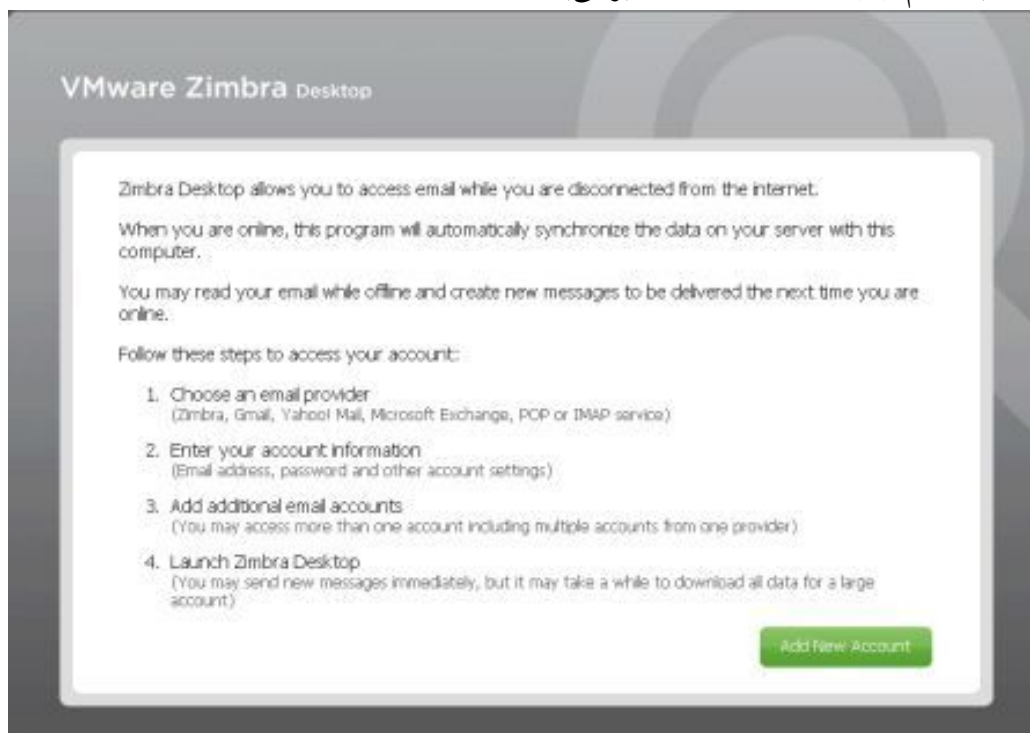 VMware Zimbra Desktop
Zimbra Desktop allows you to access email while you are disconnected from the internet.
When you are online, this program will automatically synchronize the data on your server with this
computer.
You may read your email while offline and create new messages to be delivered the next time you are
online.
Follow these steps to access your account:
1. Choose an email provider
(Zimbra, Gmail, Yahoo! Mail, Microsoft Exchange, POP or IMAP service)
2. Enter your account information
(Email address, password and other account settings)
3. Add additional email accounts
(You may access more than one account including multiple accounts from one provider)
4. Launch Zimbra Desktop
(You may send new messages immediately, but it may take a while to download all data for a large
account)
Add New Account